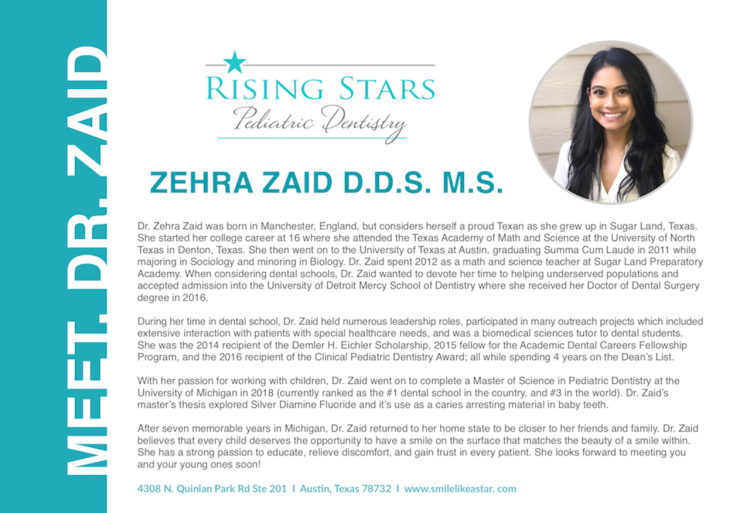 MEET. DR. ZAID
RISING STARS
Pediatric Dentistry
ZEHRA ZAID D.D.S. M.S.
Dr. Zehra Zaid was born in Manchester, England, but considers herself a proud Texan as she grew up in Sugar Land, Texas.
She started her college career at 16 where she attended the Texas Academy of Math and Science at the University of North
Texas in Denton, Texas. She then went on to the University of Texas at Austin, graduating Summa Cum Laude in 2011 while
majoring in Sociology and minoring in Biology. Dr. Zaid spent 2012 as a math and science teacher at Sugar Land Preparatory
Academy. When considering dental schools, Dr. Zaid wanted to devote her time to helping underserved populations and
accepted admission into the University of Detroit Mercy School of Dentistry where she received her Doctor of Dental Surgery
degree in 2016.
During her time in dental school, Dr. Zaid held numerous leadership roles, participated in many outreach projects which included
extensive interaction with patients with special healthcare needs, and was a biomedical sciences tutor to dental students.
She was the 2014 recipient of the Demler H. Eichler Scholarship, 2015 fellow for the Academic Dental Careers Fellowship
Program, and the 2016 recipient of the Clinical Pediatric Dentistry Award; all while spending 4 years on the Dean's List.
With her passion for working with children, Dr. Zaid went on to complete a Master of Science in Pediatric Dentistry at the
University of Michigan in 2018 (currently ranked as the #1 dental school in the country, and #3 in the world). Dr. Zaid's
master's thesis explored Silver Diamine Fluoride and it's use as a caries arresting material in baby teeth.
After seven memorable years in Michigan, Dr. Zaid returned to her home state to be closer to her friends and family. Dr. Zaid
believes that every child deserves the opportunity to have a smile on the surface that matches the beauty of a smile within.
She has a strong passion to educate, relieve discomfort, and gain trust in every patient. She looks forward to meeting you
and your young ones soon!
4308 N. Quinlan Park Rd Ste 201 I Austin, Texas 78732 I www.smilelikeastar. com